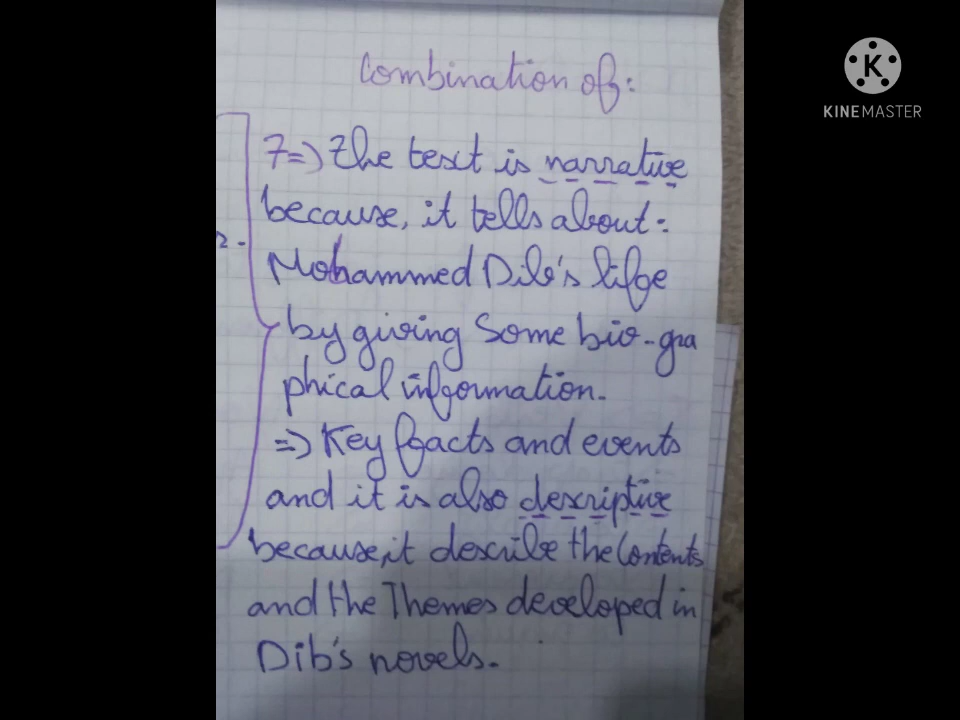 Combination of:
K
KINEMASTER
7=> The text is narrative
because, it tells about:
2-
Mohammed Dib's life
by giving Some bio-gra
phical information.
=> Key facts and events
and it is also descriptive
because, it describe the Contents
and the Themes developed in
Dib's novels.